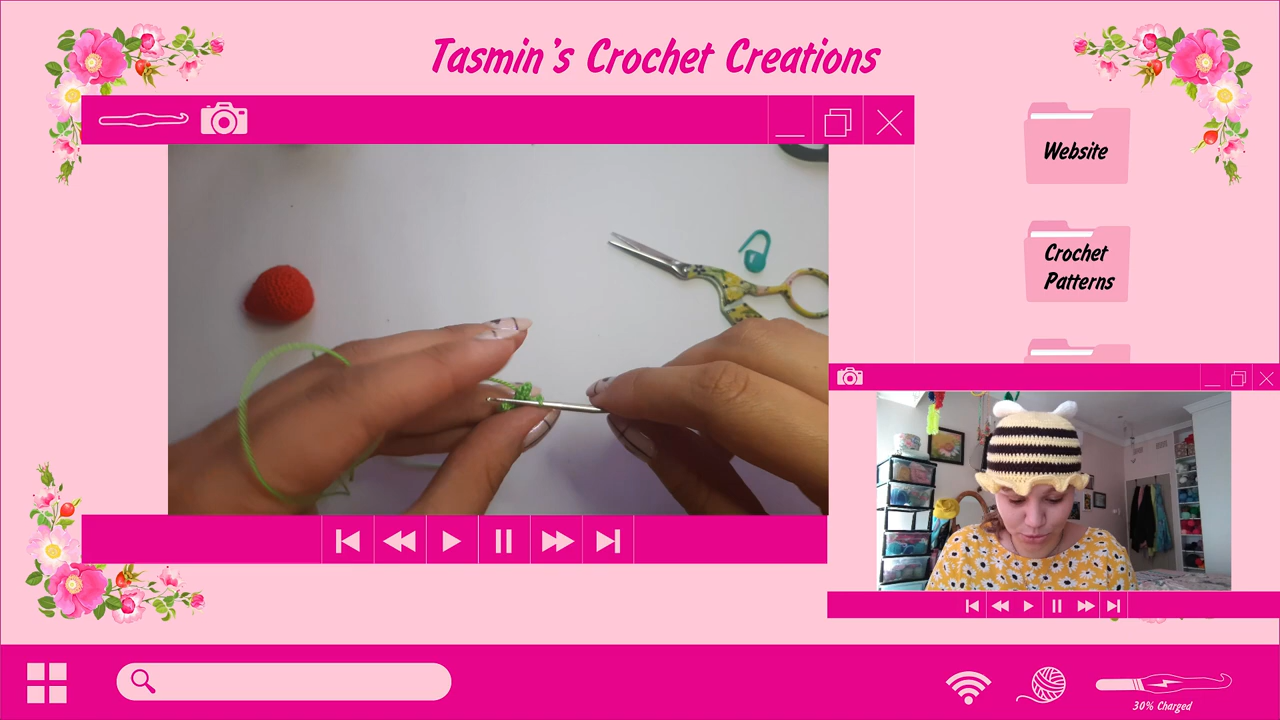 Tasmin's Crochet Creations
Website
Crochet
Patterns
30% Charged